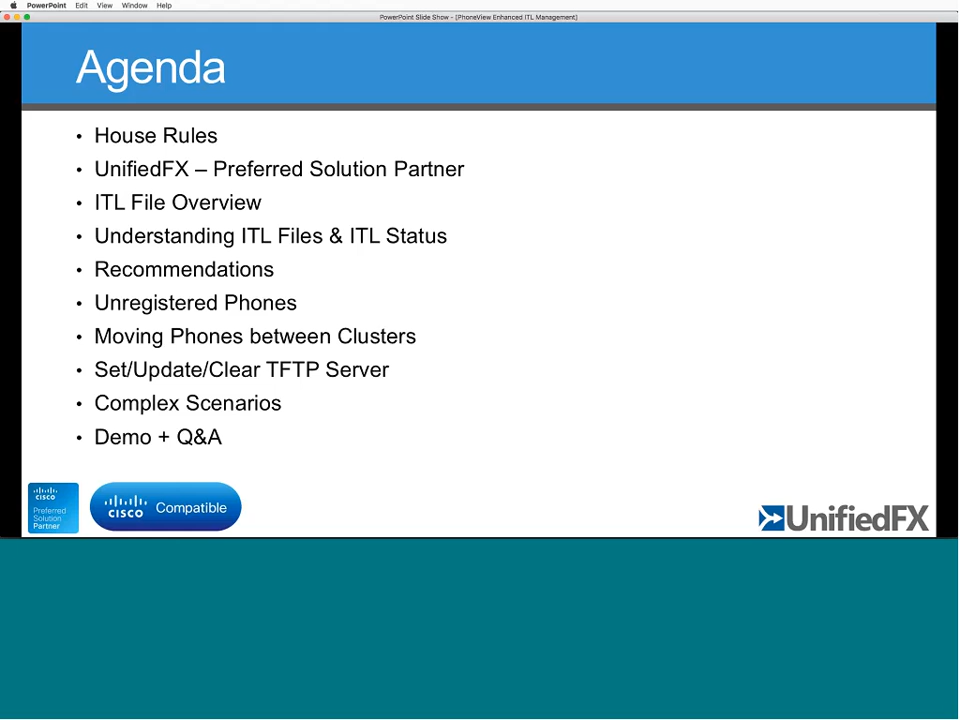 PowerPoint Edit View Window Help
PowerPoint Slide Show - [PhoneView Enhanced ITL Management]
Agenda
• House Rules
• UnifiedFX – Preferred Solution Partner
• ITL File Overview
• Understanding ITL Files & ITL Status
• Recommendations
• Unregistered Phones
• Moving Phones between Clusters
• Set/Update/Clear TFTP Server
• Complex Scenarios
• Demo + Q&A
CISCO
Preferred
Solution
Partner
CISCO Compatible
UnifiedFX